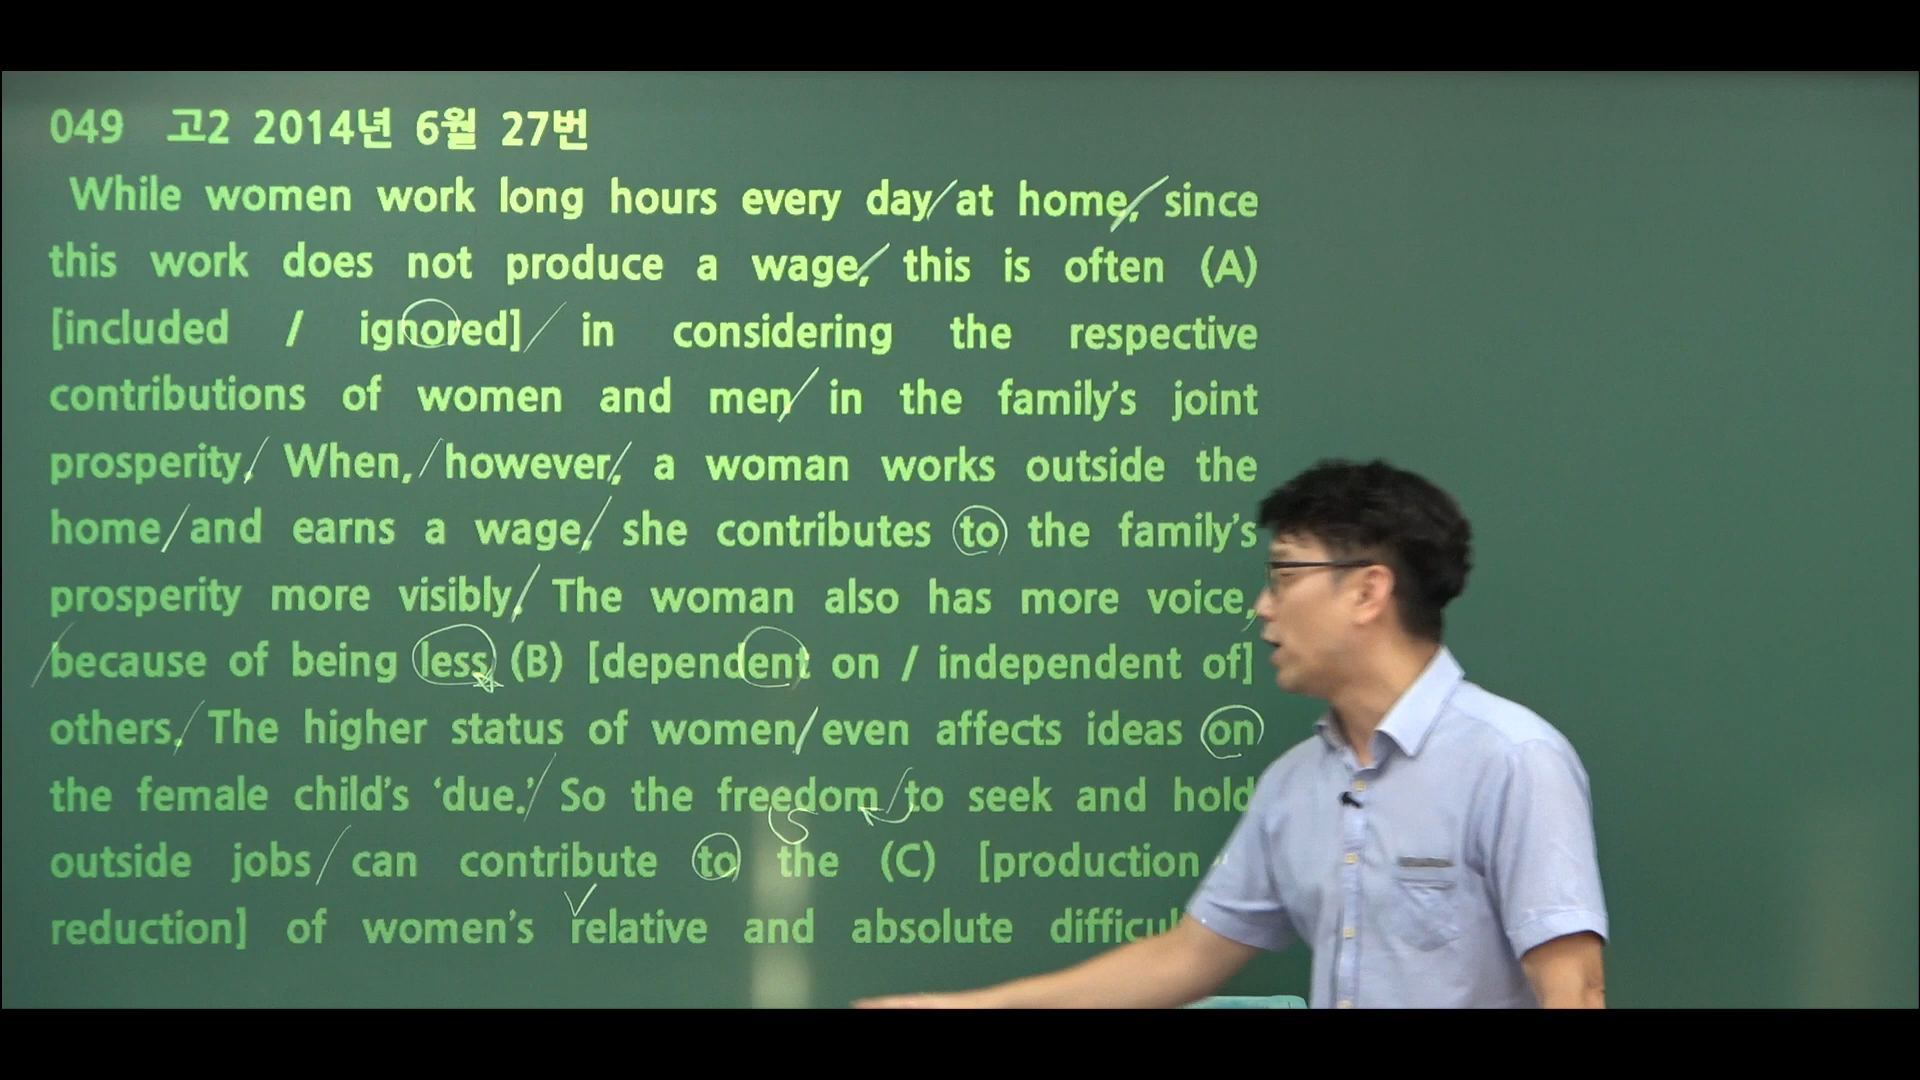 049 고2 2014년 6월 27번
While women work long hours every day at home, since
this work does not produce a wage, this is often (A)
[included / ignored] in considering the respective
contributions of women and men in the family's joint
prosperity. When, however, a woman works outside the
home and earns a wage, she contributes to the family's
prosperity more visibly. The woman also has more voice,
because of being less (B) [dependent on / independent of]
others. The higher status of women even affects ideas on
the female child's 'due.' So the freedom to seek and hold
outside jobs can contribute to the (C) [production
reduction] of women's relative and absolute